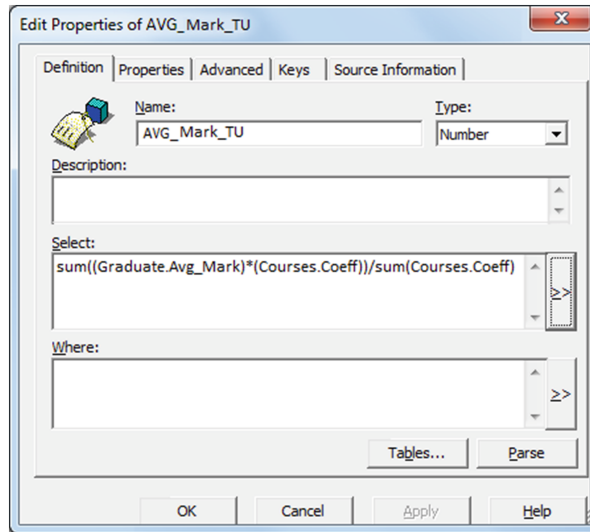 Edit Properties of AVG_Mark_TU
x
Definition Properties Advanced Keys Source Information
Name: Type:
AVG_Mark_TU Number
Description:
Select:
sum((Graduate.Avg_Mark)*(Courses.Coeff))/sum(Courses.Coeff)
>>
Where:
>>
Tables... Parse
OK Cancel Apply Help